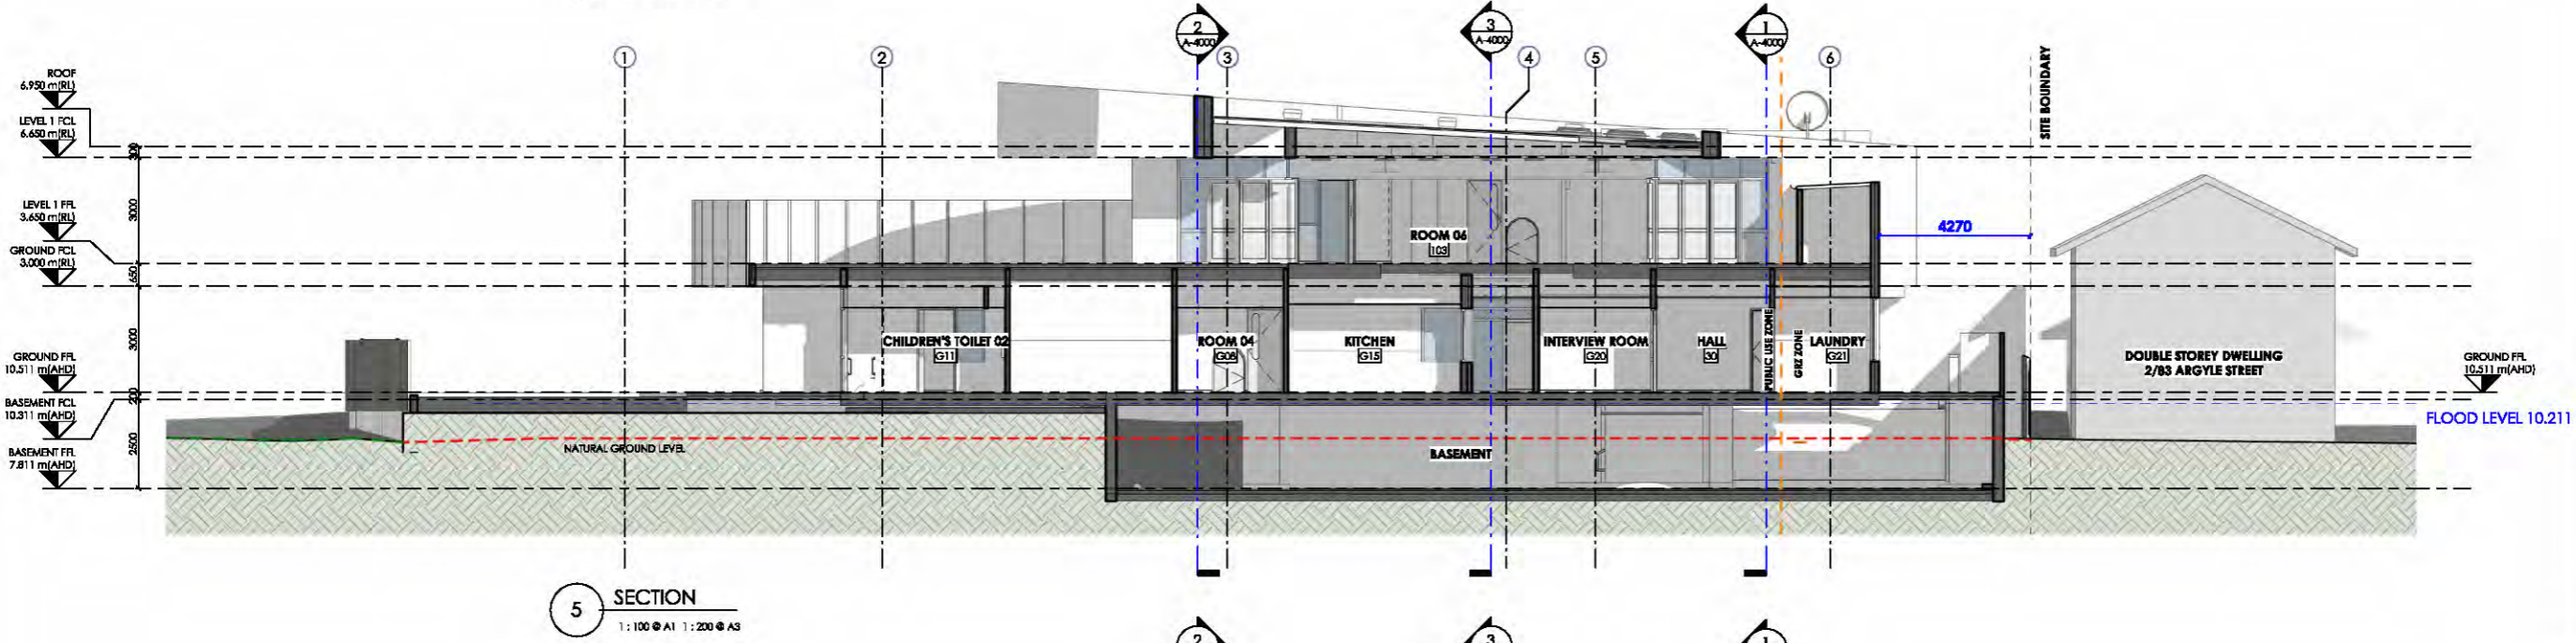 2
A-4000
3
A-4000
1
A-4000
1
2
3
4
5
6
SITE BOUNDARY
ROOF
6.950 m(RL)
LEVEL 1 FCL
6.650 m(RL)
300
3000
LEVEL 1 FFL
3.650 m(RL)
GROUND FCL
3.000 m(RL)
650
4270
ROOM 06
103
3000
CHILDREN'S TOILET 02
G11
ROOM 04
G08
KITCHEN
G15
INTERVIEW ROOM
G20
HALL
30
PUBLIC USE ZONE
GRZ ZONE
LAUNDRY
G21
DOUBLE STOREY DWELLING
2/83 ARGYLE STREET
GROUND FFL
10.511 m(AHD)
GROUND FFL
10.511 m(AHD)
200
BASEMENT FCL
10.311 m(AHD)
FLOOD LEVEL 10.211
2500
BASEMENT FFL
7.811 m(AHD)
NATURAL GROUND LEVEL
BASEMENT
5
SECTION
1 : 100 @ A1 1 : 200 @ A3
2
3
1